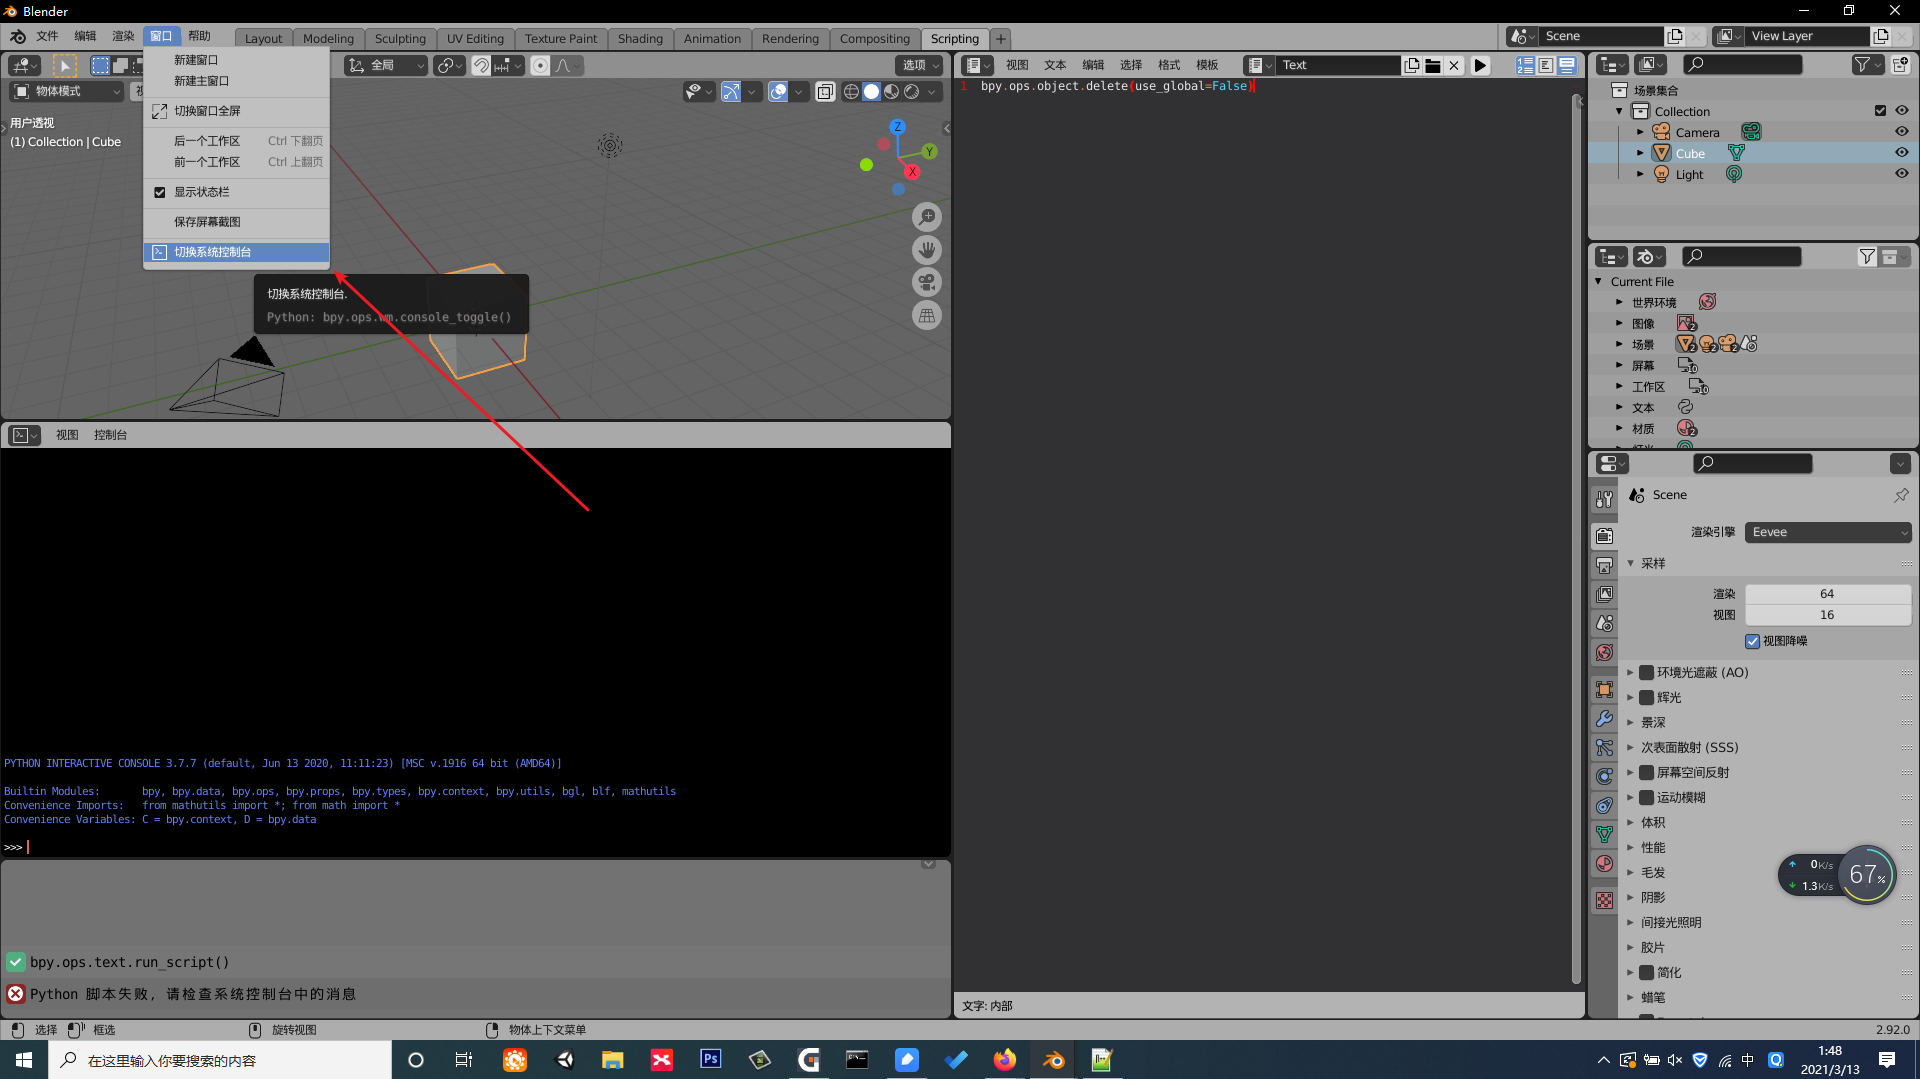 Blender
文件 编辑 渲染 窗口 帮助 Layout Modeling Sculpting UV Editing Texture Paint Shading Animation Rendering Compositing Scripting +
Scene
View Layer
新建窗口
新建主窗口
切换窗口全屏
后一个工作区 Ctrl 下翻页
前一个工作区 Ctrl 上翻页
显示状态栏
保存屏幕截图
切换系统控制台
切换系统控制台.
Python: bpy.ops.wm.console_toggle()
全局
选项
物体模式
用户透视
(1) Collection | Cube
Z
Y
X
视图 文本 编辑 选择 格式 模板 Text
1 bpy.ops.object.delete(use_global=False)
场景集合
Collection
Camera
Cube
Light
Current File
世界环境
图像 2
场景 2 2 2
屏幕 10
工作区 10
文本
材质 2
视图 控制台
PYTHON INTERACTIVE CONSOLE 3.7.7 (default, Jun 13 2020, 11:11:23) [MSC v.1916 64 bit (AMD64)]
Builtin Modules: bpy, bpy.data, bpy.ops, bpy.props, bpy.types, bpy.context, bpy.utils, bgl, blf, mathutils
Convenience Imports: from mathutils import *; from math import *
Convenience Variables: C = bpy.context, D = bpy.data
>>>
bpy.ops.text.run_script()
Python 脚本失败, 请检查系统控制台中的消息
文字: 内部
Scene
渲染引擎 Eevee
采样
渲染 64
视图 16
视图降噪
环境光遮蔽 (AO)
辉光
景深
次表面散射 (SSS)
屏幕空间反射
运动模糊
体积
性能
毛发
阴影
间接光照明
胶片
简化
蜡笔
0K/s
1.3K/s
67%
选择 框选 旋转视图 物体上下文菜单 2.92.0
在这里输入你要搜索的内容
Ps
中
1:48
2021/3/13